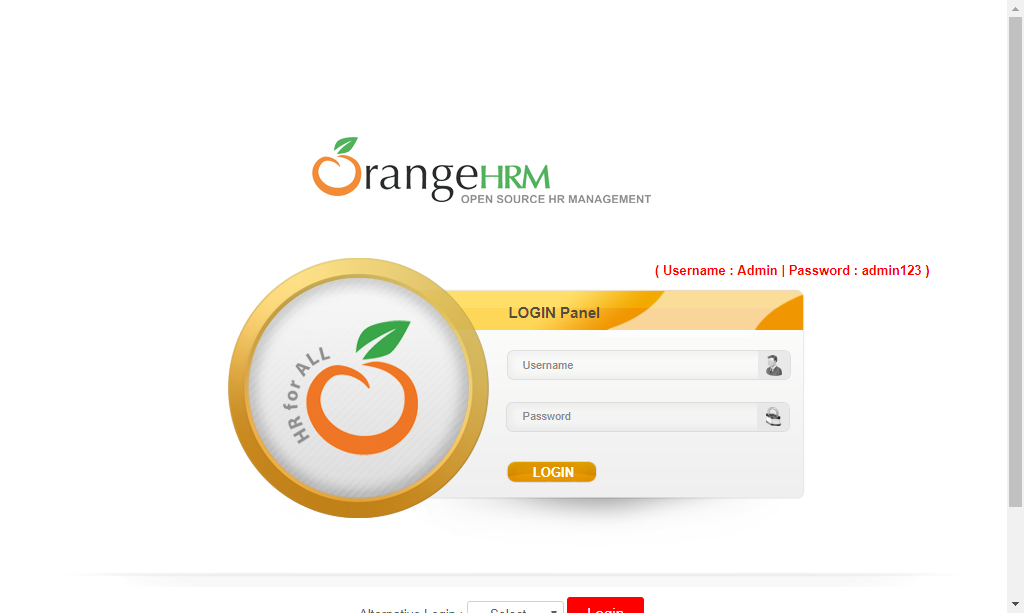 OrangeHRM
OPEN SOURCE HR MANAGEMENT
( Username : Admin | Password : admin123 )
LOGIN Panel
HR for ALL
Username
Password
LOGIN
Alternative Login : Select Login